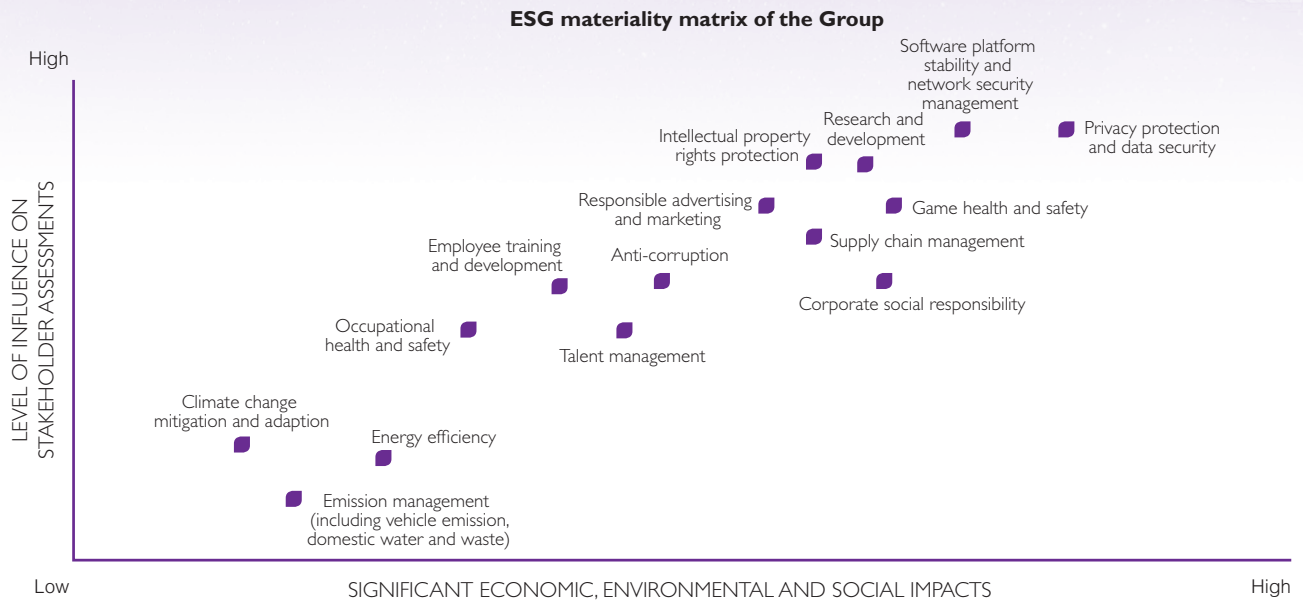 ESG materiality matrix of the Group
High
Software platform
stability and
network security
management
Research and
development
Privacy protection
and data security
Intellectual property
rights protection
Responsible advertising
and marketing
Game health and safety
Supply chain management
Employee training
and development
Anti-corruption
Corporate social responsibility
Occupational
health and safety
Talent management
Climate change
mitigation and adaption
Energy efficiency
Emission management
(including vehicle emission,
domestic water and waste)
LEVEL OF INFLUENCE ON
STAKEHOLDER ASSESSMENTS
Low
SIGNIFICANT ECONOMIC, ENVIRONMENTAL AND SOCIAL IMPACTS
High